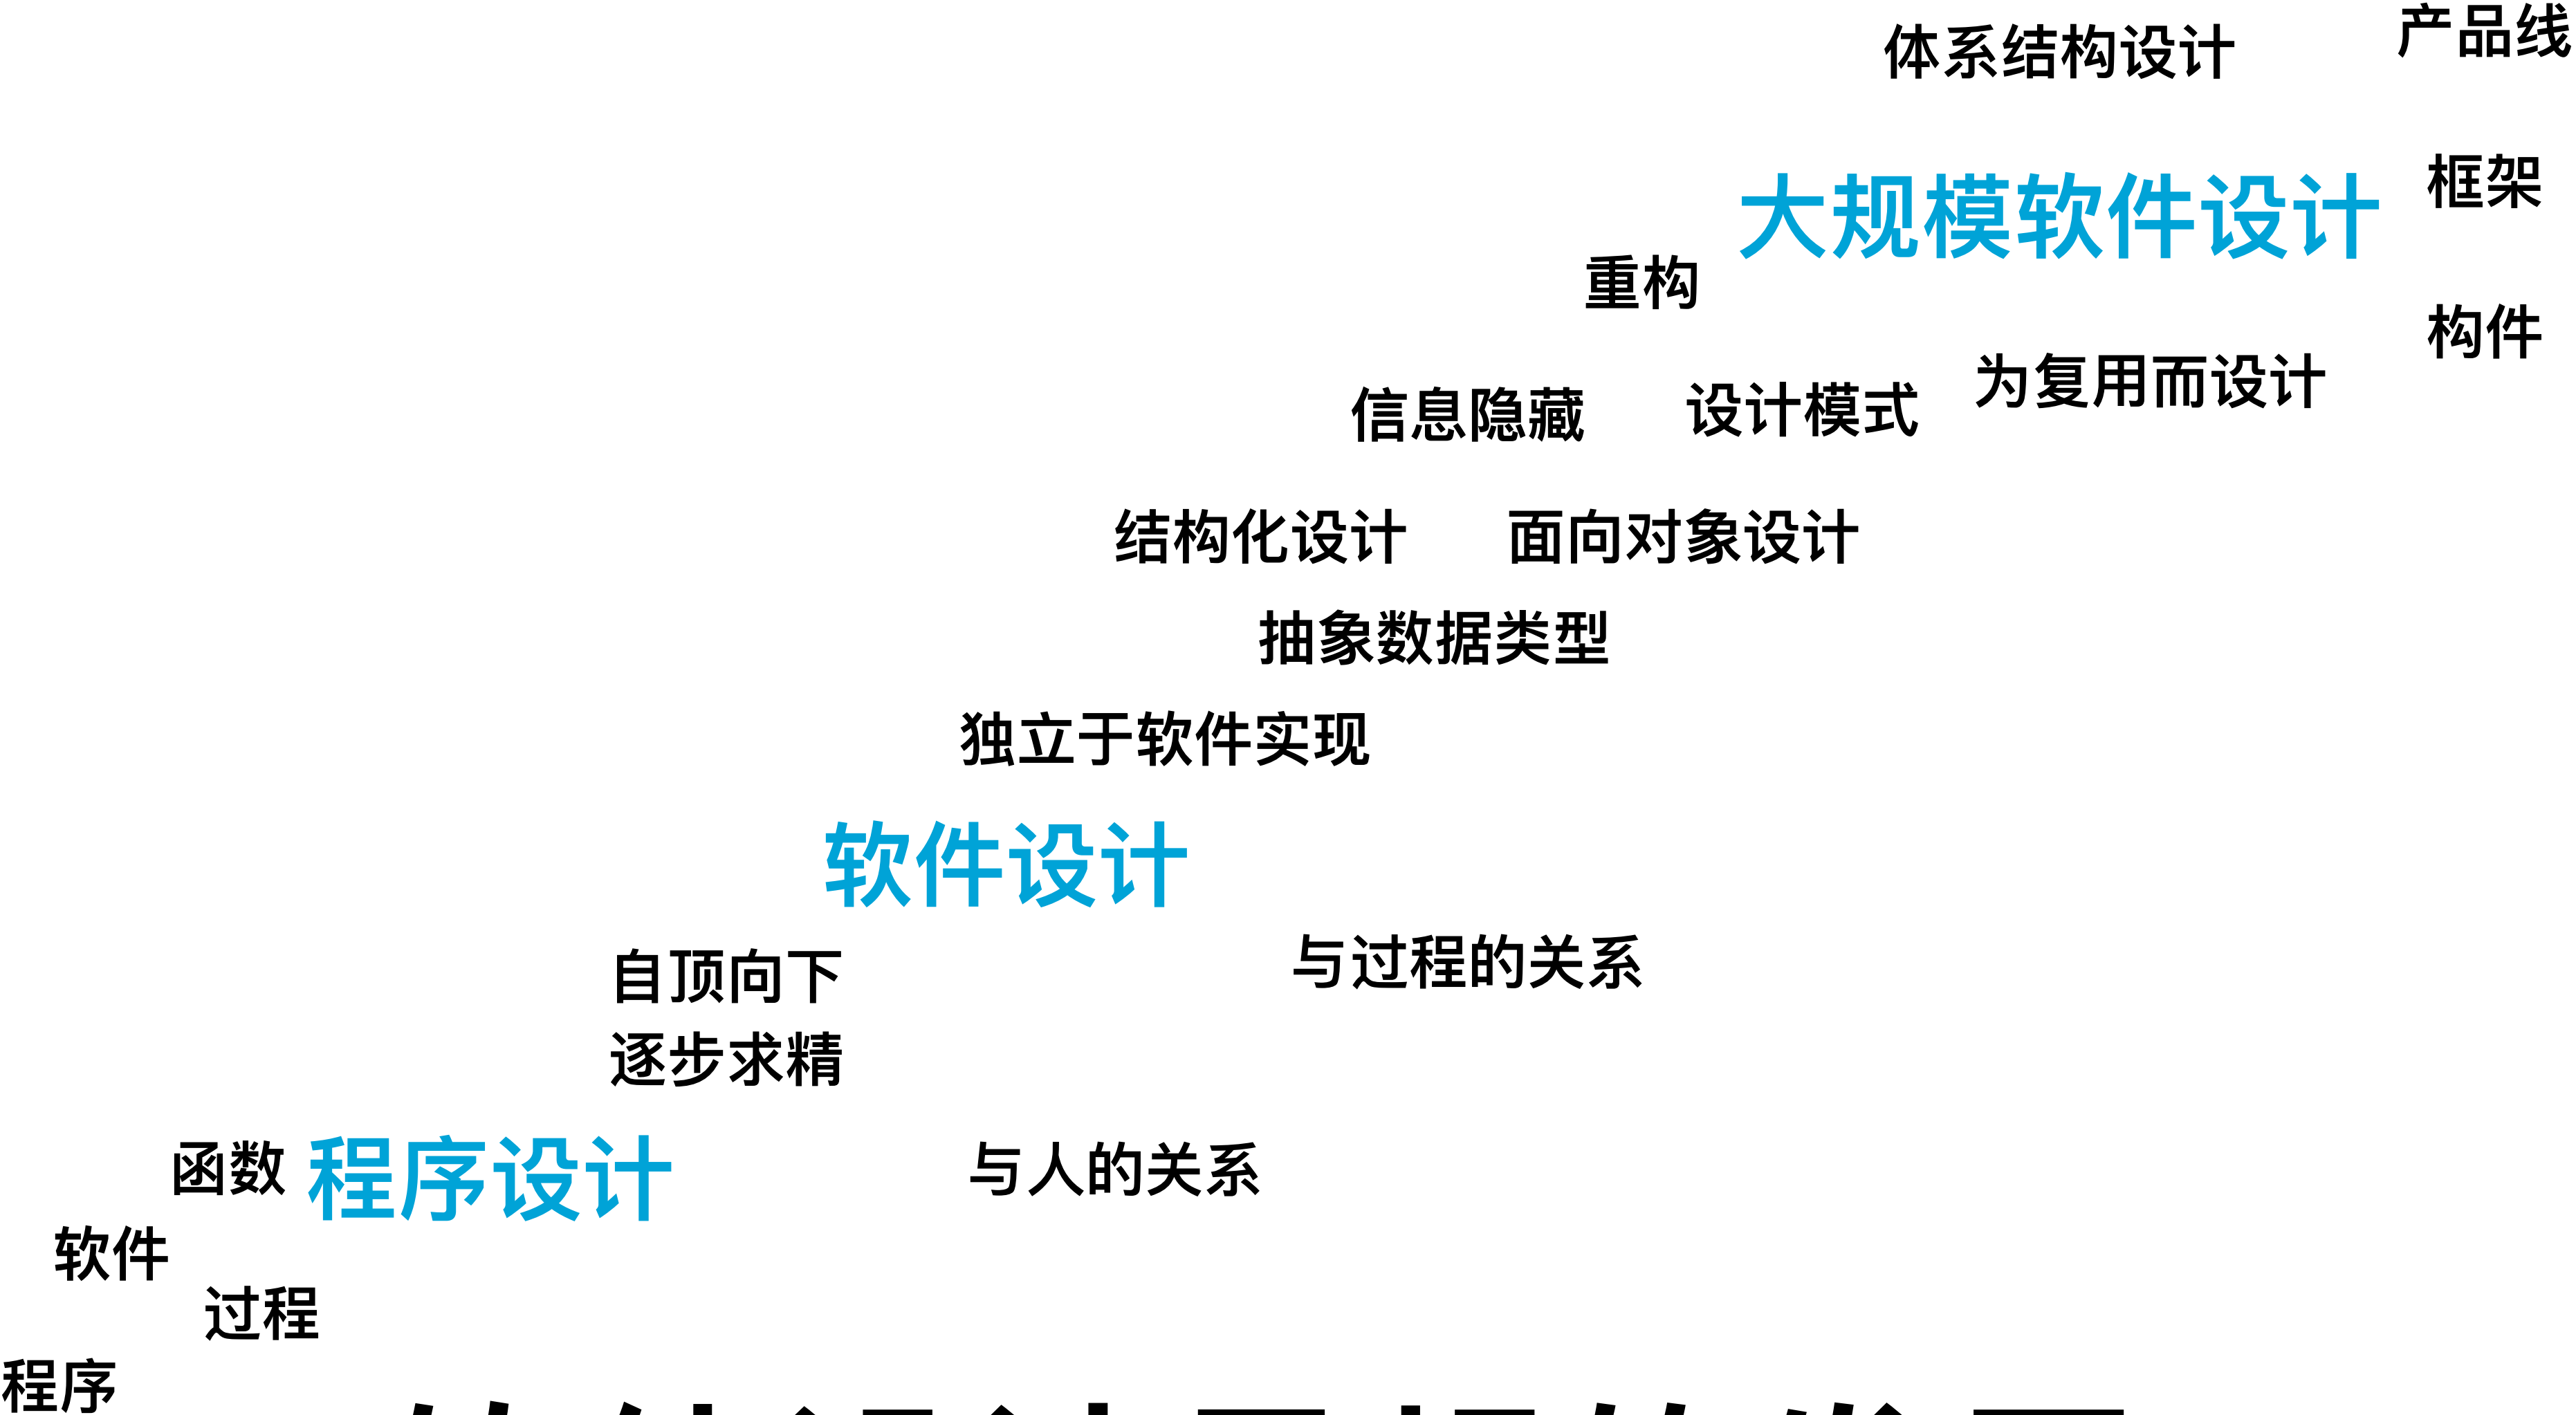 产品线
体系结构设计
框架
大规模软件设计
重构
构件
为复用而设计
信息隐藏
设计模式
结构化设计
面向对象设计
抽象数据类型
独立于软件实现
软件设计
与过程的关系
自顶向下
逐步求精
函数
程序设计
与人的关系
软件
过程
程序